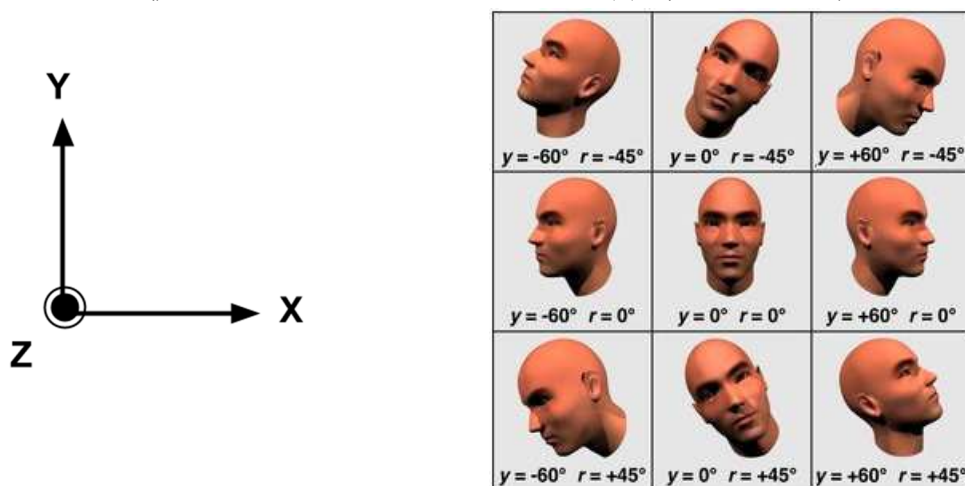 Y
X
Z
y = -60° r = -45°
y = 0° r = -45°
y = +60° r = -45°
y = -60° r = 0°
y = 0° r = 0°
y = +60° r = 0°
y = -60° r = +45°
y = 0° r = +45°
y = +60° r = +45°